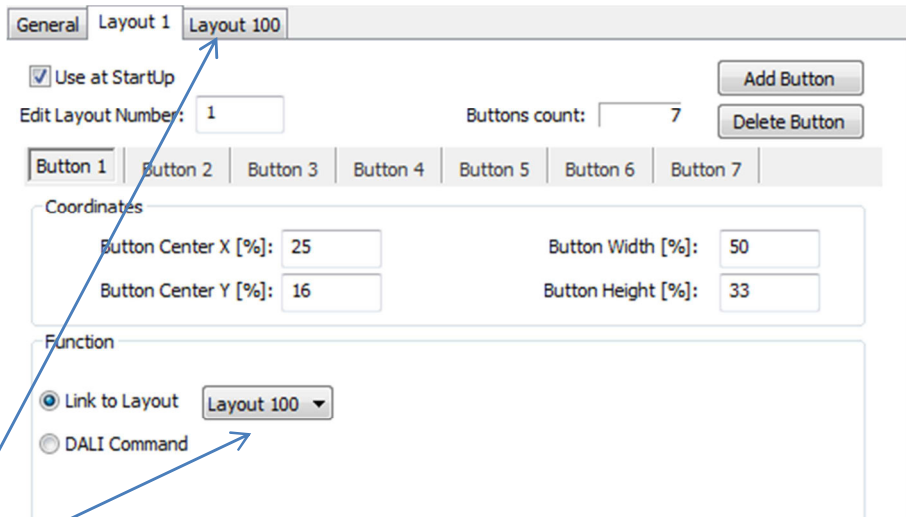 General Layout 1 Layout 100
Use at StartUp Add Button
Edit Layout Number: 1 Buttons count: 7 Delete Button
Button 1 Button 2 Button 3 Button 4 Button 5 Button 6 Button 7
Coordinates
Button Center X [%]: 25 Button Width [%]: 50
Button Center Y [%]: 16 Button Height [%]: 33
Function
Link to Layout Layout 100
DALI Command